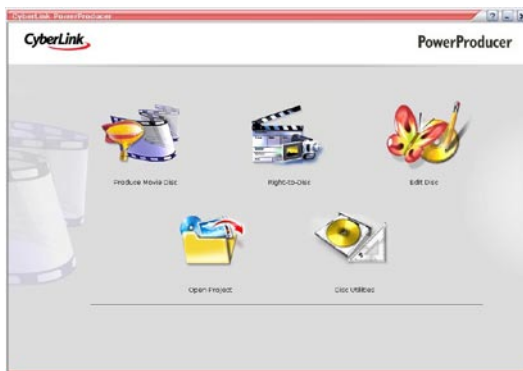 CyberLink PowerProducer
CyberLink
PowerProducer
Produce Movie Disc
Right-to-Disc
Edit Disc
Open Project
Disc Utilities